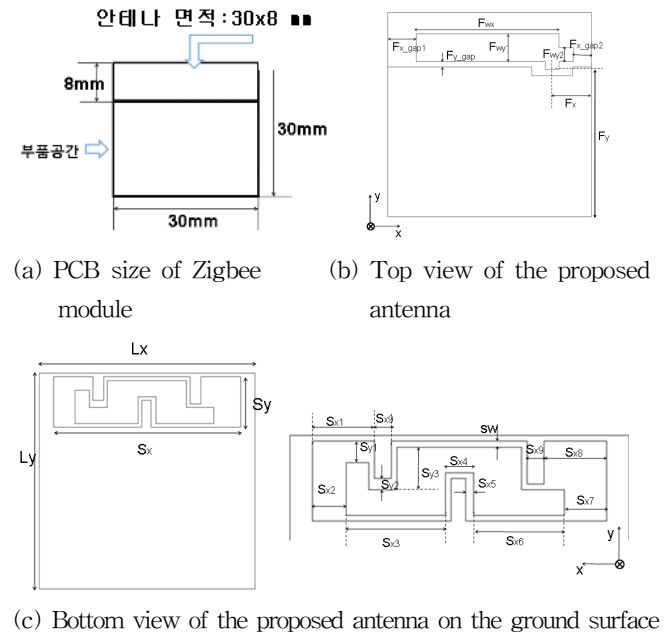 안테나 면적:30x8 mm
8mm
30mm
부품공간
30mm
(a) PCB size of Zigbee
module
Fwx
Fx_gap1
Fwy1
Fx_gap2
Fwy2
Fy_gap
Fx
Fy
y
x
(b) Top view of the proposed
antenna
Lx
Sy
Sx
Ly
Sx1
Sx9
sw
Sy1
Sx4
Sx9
Sx8
Sy3
Sy2
Sx5
Sx2
Sx7
Sx3
Sx6
y
x
(c) Bottom view of the proposed antenna on the ground surface